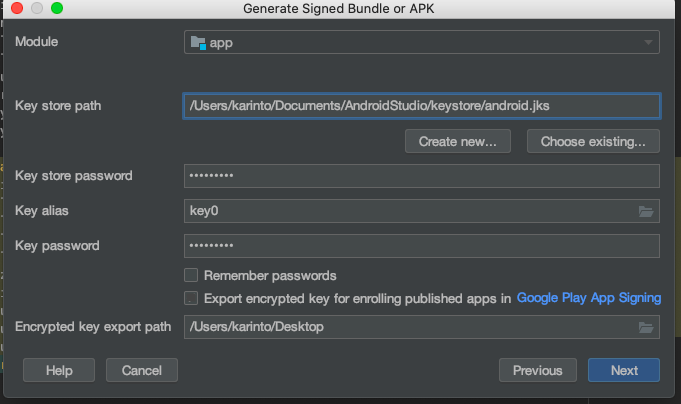 Generate Signed Bundle or APK
Module
app
Key store path
/Users/karinto/Documents/AndroidStudio/keystore/android.jks
Create new...
Choose existing...
Key store password
•••••••••
Key alias
key0
Key password
•••••••••
Remember passwords
Export encrypted key for enrolling published apps in Google Play App Signing
Encrypted key export path
/Users/karinto/Desktop
Help
Cancel
Previous
Next